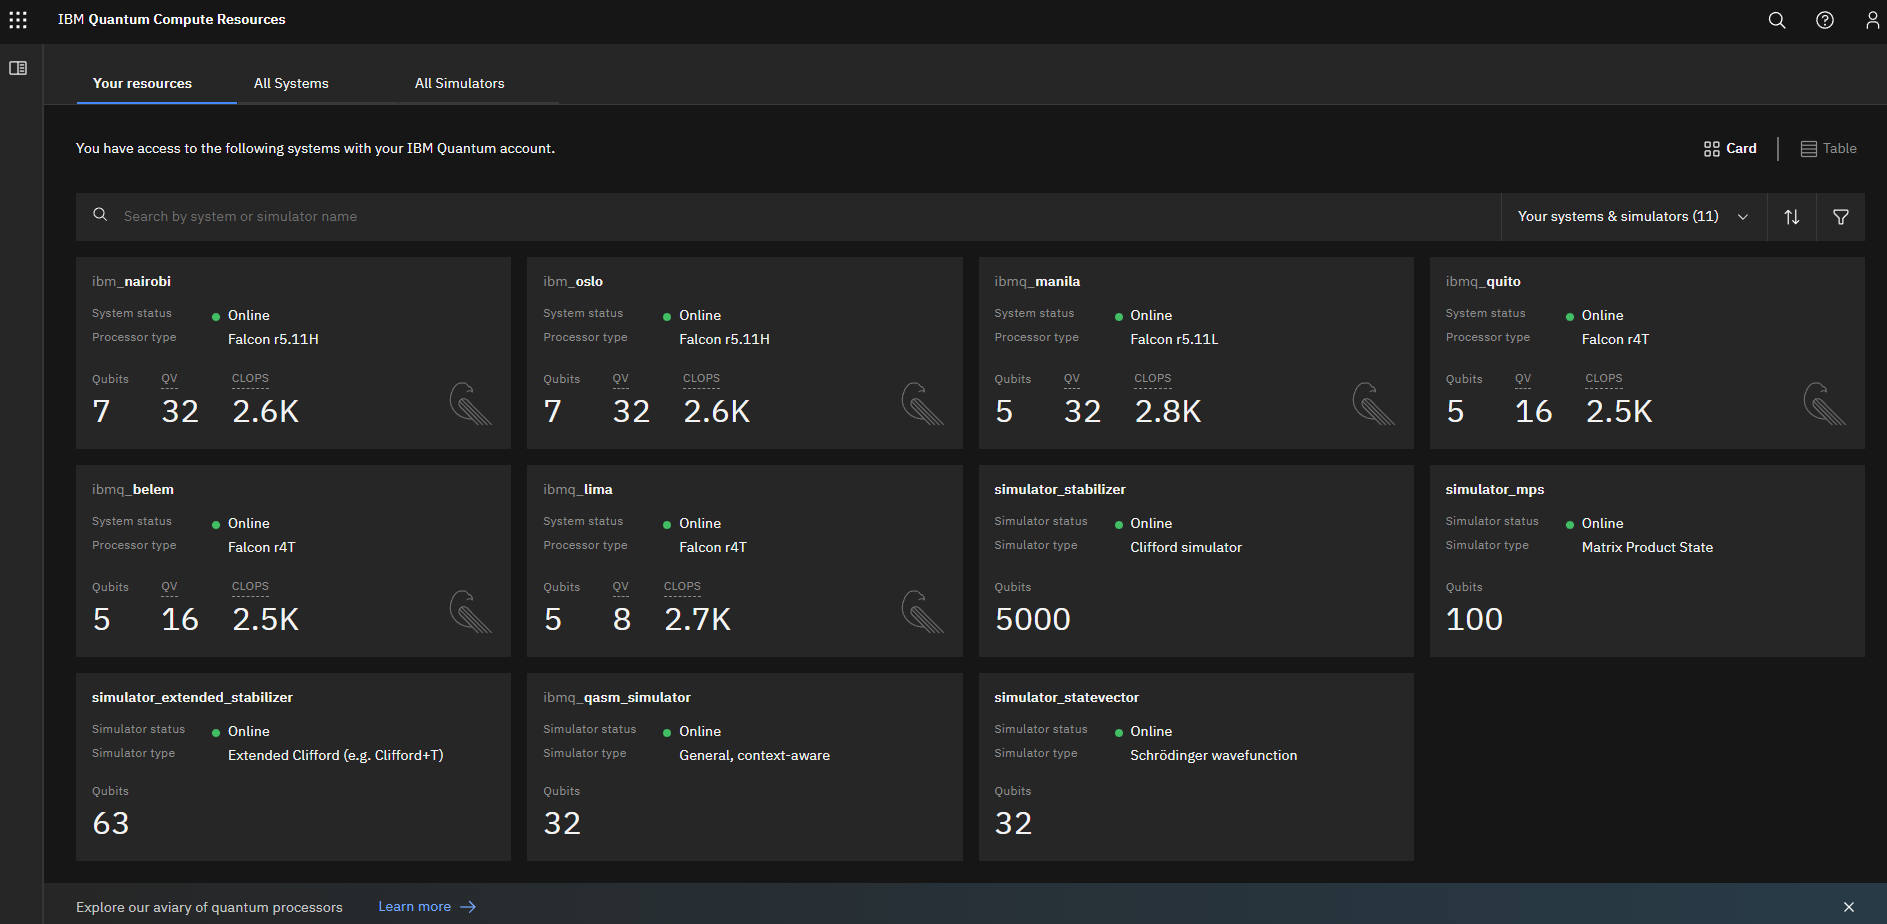 IBM Quantum Compute Resources
Your resources
All Systems
All Simulators
You have access to the following systems with your IBM Quantum account.
Card
Table
Search by system or simulator name
Your systems & simulators (11)
ibm_nairobi
System status
Online
Processor type
Falcon r5.11H
Qubits
QV
CLOPS
7
32
2.6K
ibm_oslo
System status
Online
Processor type
Falcon r5.11H
Qubits
QV
CLOPS
7
32
2.6K
ibmq_manila
System status
Online
Processor type
Falcon r5.11L
Qubits
QV
CLOPS
5
32
2.8K
ibmq_quito
System status
Online
Processor type
Falcon r4T
Qubits
QV
CLOPS
5
16
2.5K
ibmq_belem
System status
Online
Processor type
Falcon r4T
Qubits
QV
CLOPS
5
16
2.5K
ibmq_lima
System status
Online
Processor type
Falcon r4T
Qubits
QV
CLOPS
5
8
2.7K
simulator_stabilizer
Simulator status
Online
Simulator type
Clifford simulator
Qubits
5000
simulator_mps
Simulator status
Online
Simulator type
Matrix Product State
Qubits
100
simulator_extended_stabilizer
Simulator status
Online
Simulator type
Extended Clifford (e.g. Clifford+T)
Qubits
63
ibmq_qasm_simulator
Simulator status
Online
Simulator type
General, context-aware
Qubits
32
simulator_statevector
Simulator status
Online
Simulator type
Schrödinger wavefunction
Qubits
32
Explore our aviary of quantum processors
Learn more